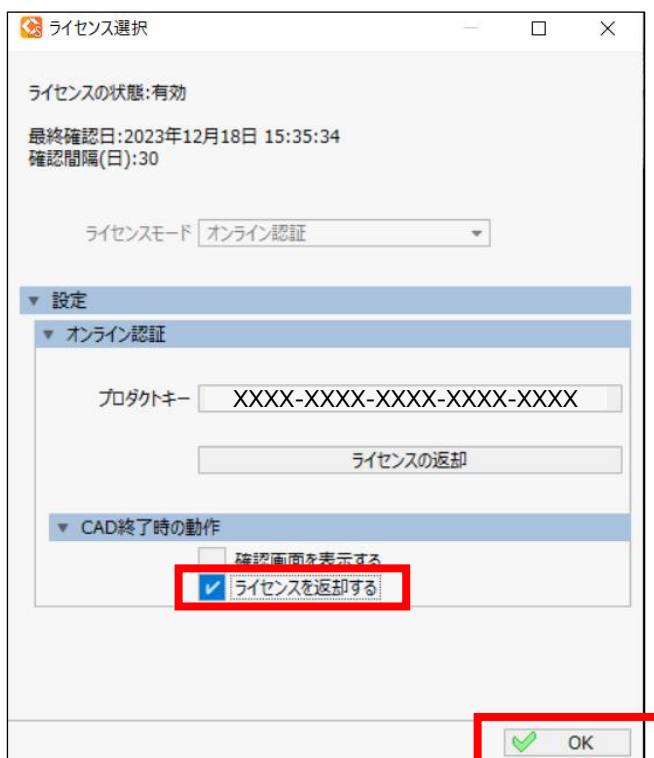 ライセンス選択
ライセンスの状態:有効
最終確認日:2023年12月18日 15:35:34
確認間隔(日):30
ライセンスモード オンライン認証
設定
オンライン認証
プロダクトキー XXXX-XXXX-XXXX-XXXX-XXXX
ライセンスの返却
CAD終了時の動作
確認画面を表示する
ライセンスを返却する
OK